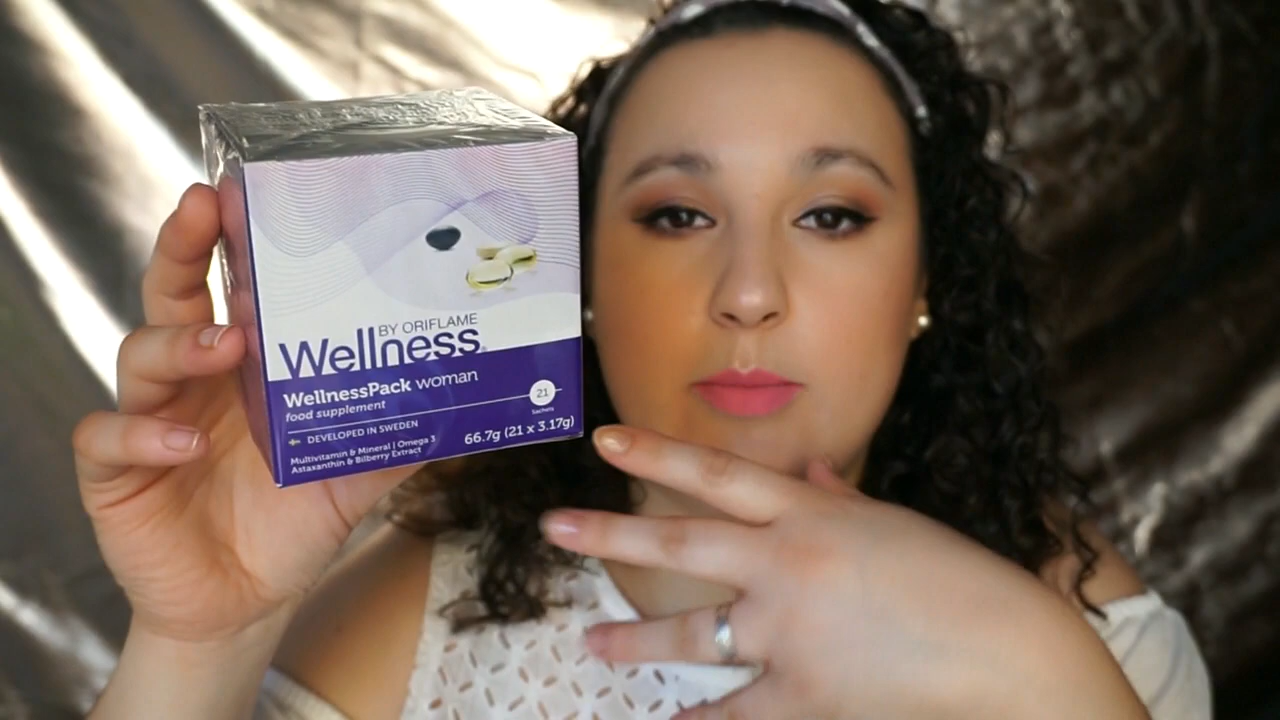 BY ORIFLAME
Wellness
WellnessPack woman
food supplement
21
Sachets
DEVELOPED IN SWEDEN
66.7g (21 x 3.17g)
Multivitamin & Mineral | Omega 3
Astaxanthin & Bilberry Extract